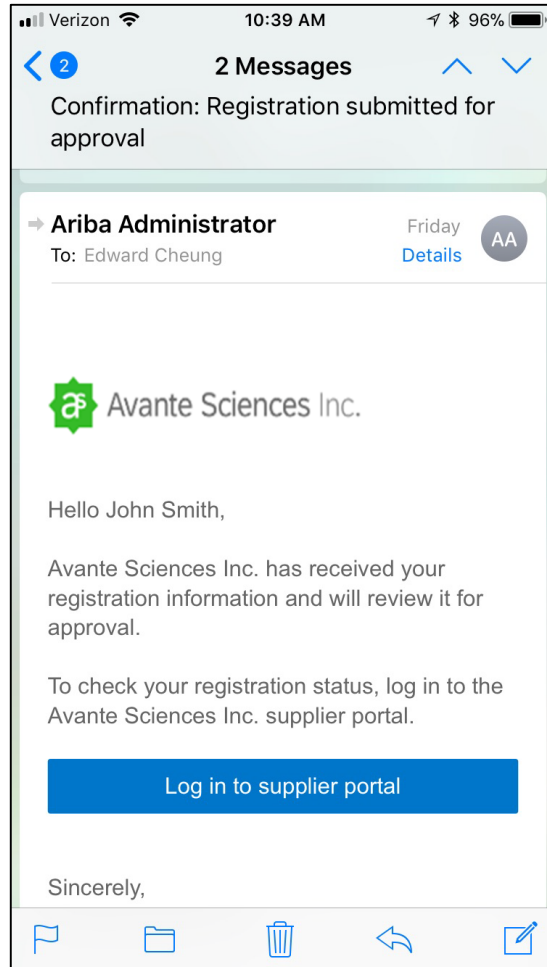 Verizon 10:39 AM 96%
2 2 Messages
Confirmation: Registration submitted for
approval
Ariba Administrator Friday
To: Edward Cheung Details
AA
as Avante Sciences Inc.
Hello John Smith,
Avante Sciences Inc. has received your
registration information and will review it for
approval.
To check your registration status, log in to the
Avante Sciences Inc. supplier portal.
Log in to supplier portal
Sincerely,